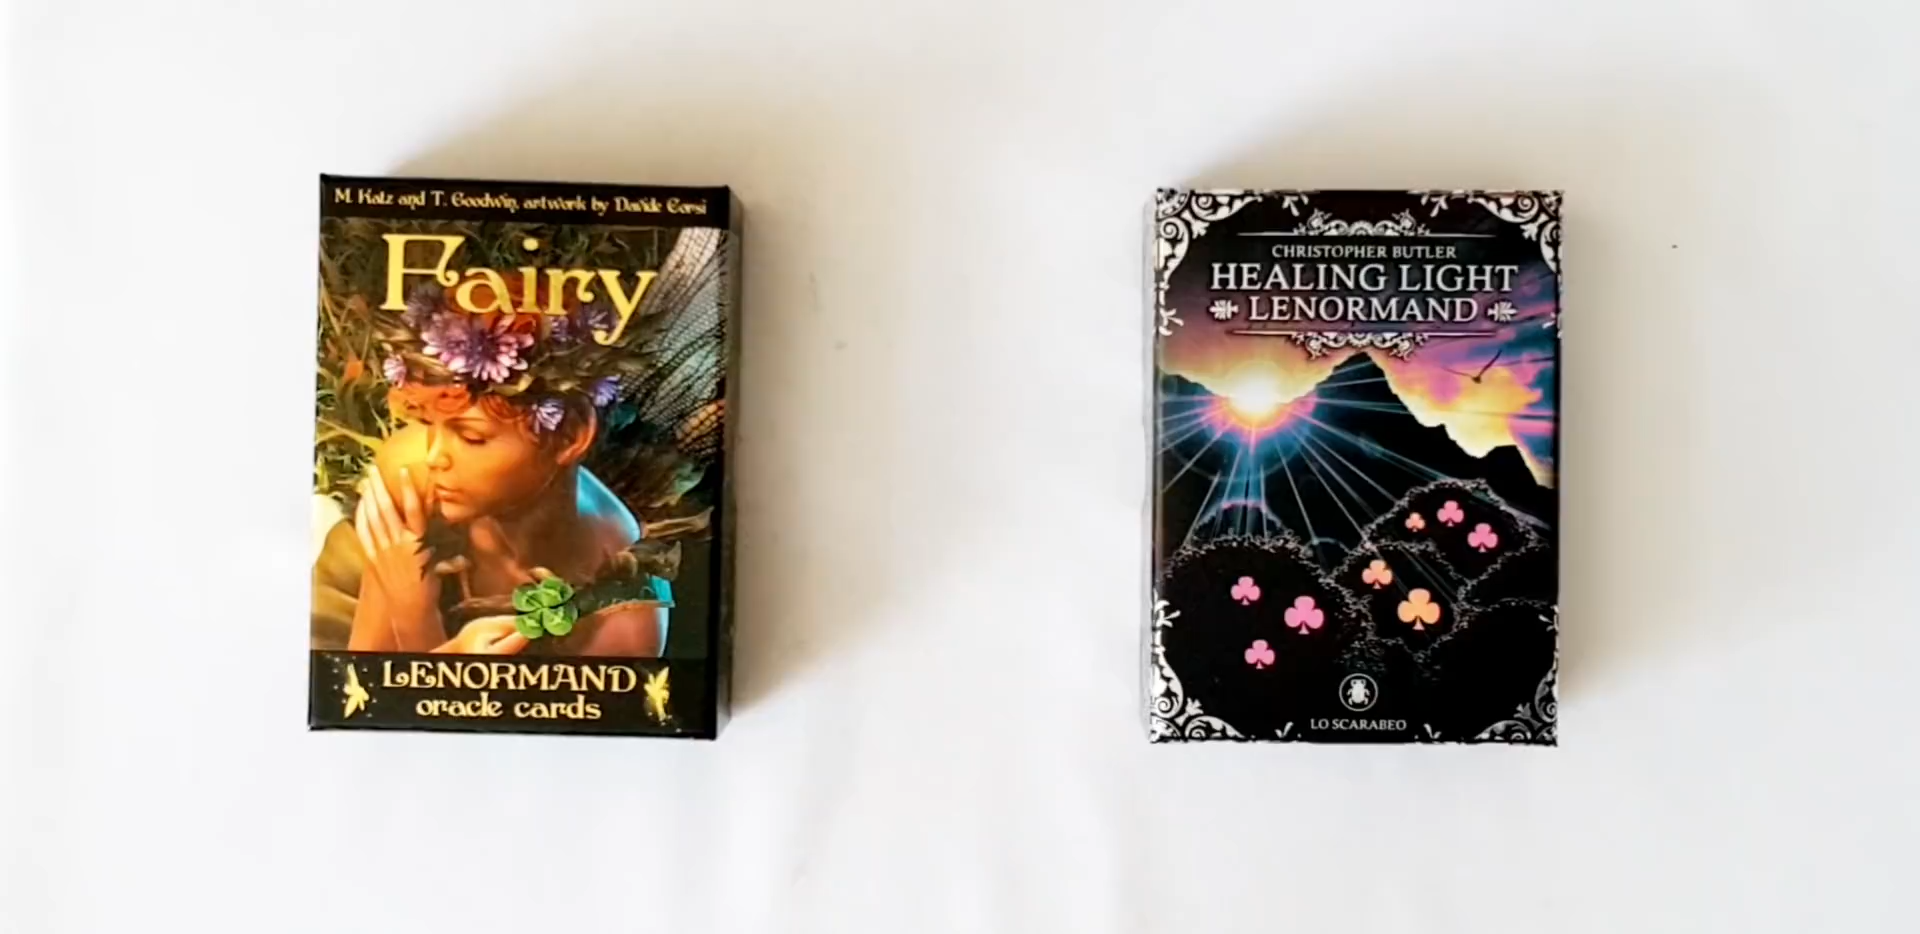 M. Katz and T. Goodwin, artwork by Davide Corsi
Fairy
LENORMAND
oracle cards
CHRISTOPHER BUTLER
HEALING LIGHT
LENORMAND
LO SCARABEO